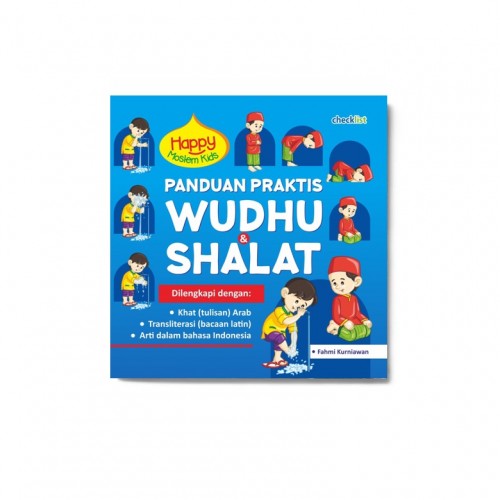 checklist
Happy
Moslem Kids
PANDUAN PRAKTIS
WUDHU
&
SHALAT
Dilengkapi dengan:
• Khat (tulisan) Arab
• Transliterasi (bacaan latin)
• Arti dalam bahasa Indonesia
• Fahmi Kurniawan